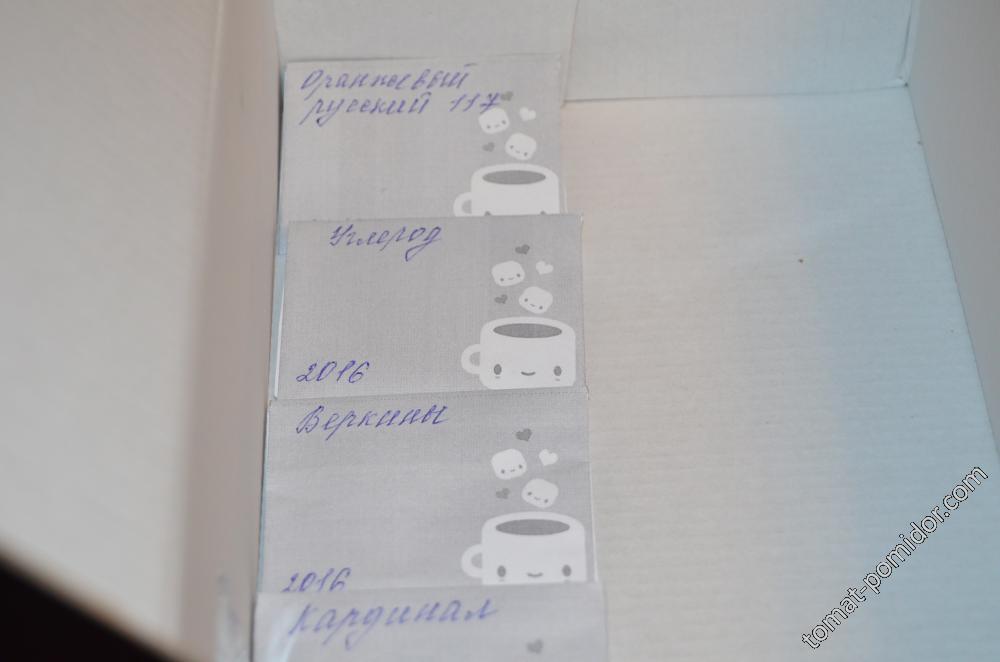 Оранжевый
русский 117
Углерод
2016
Веркины
2016
Кардинал
tomat-pomidor.com